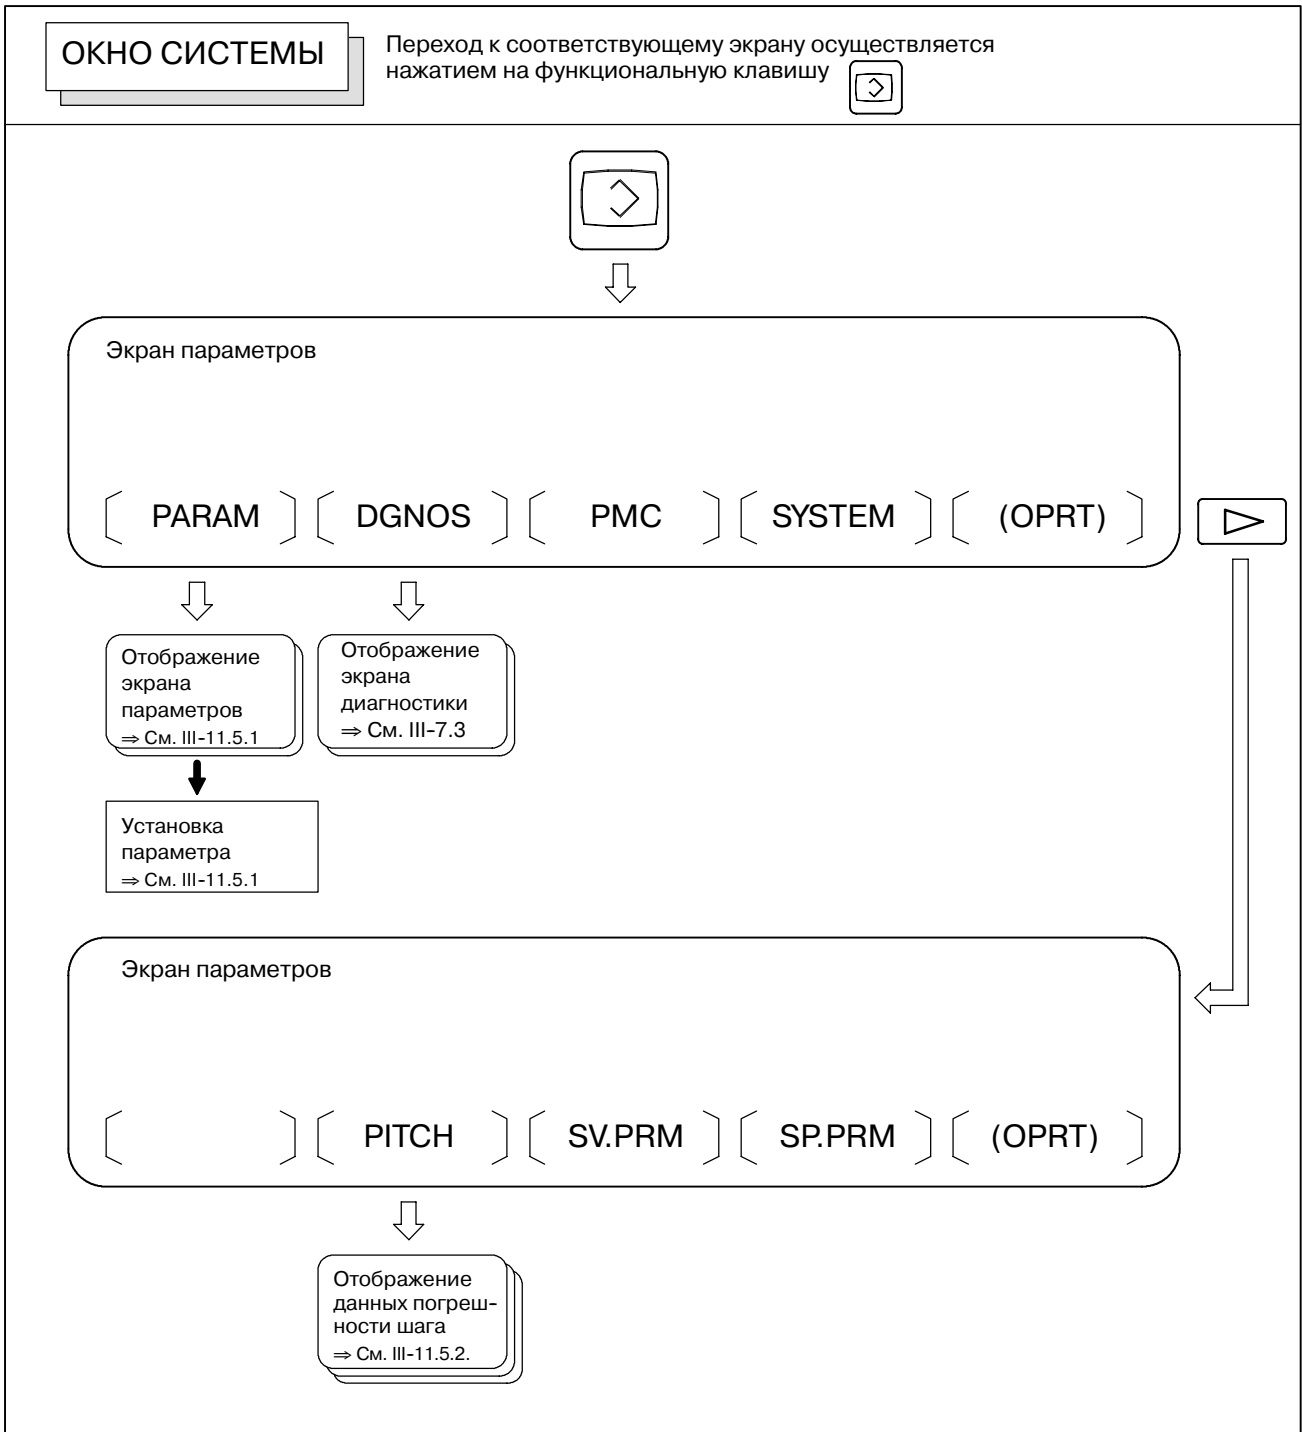 ОКНО СИСТЕМЫ
Переход к соответствующему экрану осуществляется
нажатием на функциональную клавишу
Экран параметров
PARAM DGNOS PMC SYSTEM (OPRT)
Отображение
экрана
параметров
⇒ См. III-11.5.1
Отображение
экрана
диагностики
⇒ См. III-7.3
Установка
параметра
⇒ См. III-11.5.1
Экран параметров
PITCH SV.PRM SP.PRM (OPRT)
Отображение
данных погреш-
ности шага
⇒ См. III-11.5.2.